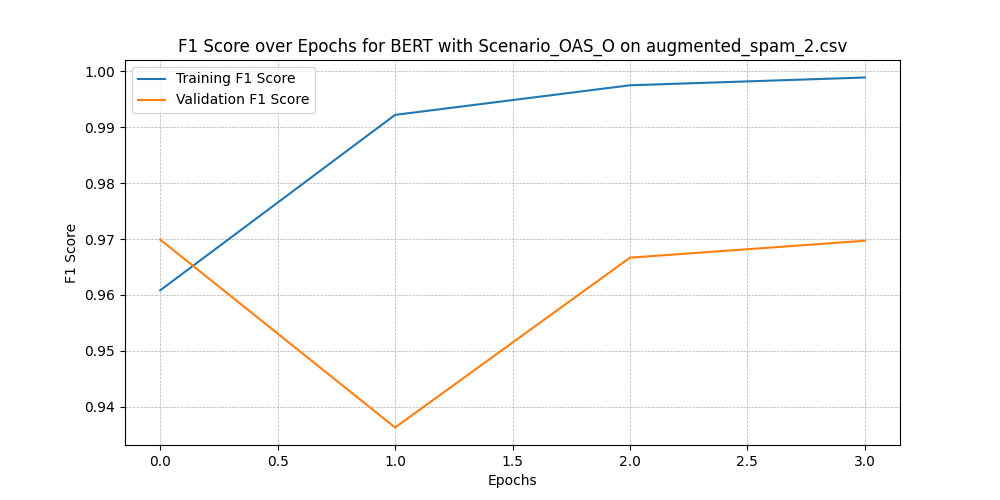 F1 Score over Epochs for BERT with Scenario_OAS_O on augmented_spam_2.csv
Training F1 Score
Validation F1 Score
1.00
0.99
0.98
0.97
0.96
0.95
0.94
F1 Score
0.0 0.5 1.0 1.5 2.0 2.5 3.0
Epochs